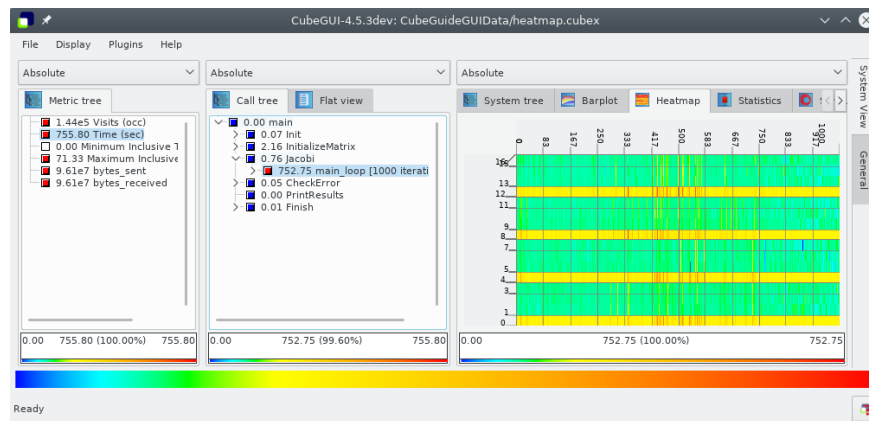 CubeGUI-4.5.3dev: CubeGuideGUIData/heatmap.cubex
File Display Plugins Help
Absolute
Absolute
Absolute
Metric tree
Call tree
Flat view
System tree
Barplot
Heatmap
Statistics
1.44e5 Visits (occ)
755.80 Time (sec)
0.00 Minimum Inclusive T
71.33 Maximum Inclusive
9.61e7 bytes_sent
9.61e7 bytes_received
0.00 main
0.07 Init
2.16 InitializeMatrix
0.76 Jacobi
752.75 main_loop [1000 iterati
0.05 CheckError
0.00 PrintResults
0.01 Finish
0 83 167 250 333 417 500 583 667 750 833 917 1000
16
13
12
11
9
8
7
5
4
3
1
0
System View
General
0.00 755.80 (100.00%) 755.80
0.00 752.75 (99.60%) 755.80
0.00 752.75 (100.00%) 752.75
Ready